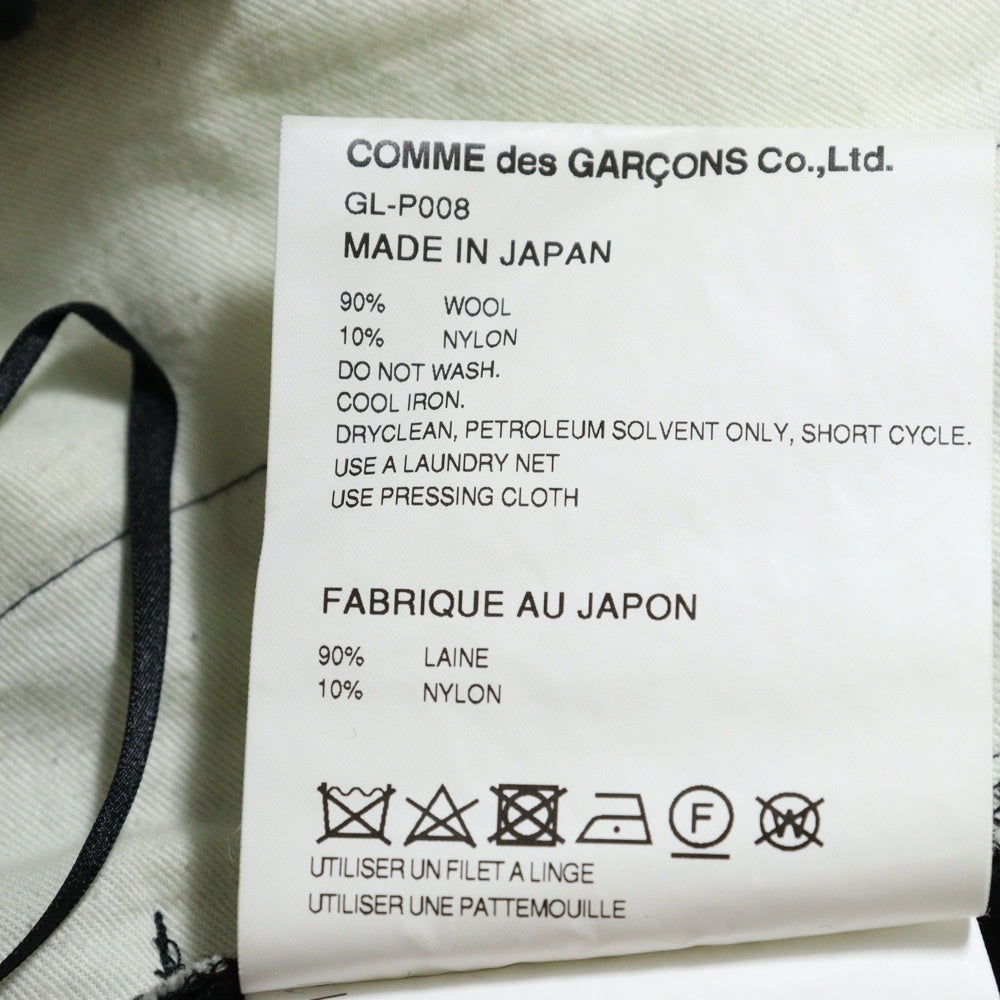 COMME des GARÇONS Co.,Ltd.
GL-P008
MADE IN JAPAN
90% WOOL
10% NYLON
DO NOT WASH.
COOL IRON.
DRYCLEAN, PETROLEUM SOLVENT ONLY, SHORT CYCLE.
USE A LAUNDRY NET
USE PRESSING CLOTH
FABRIQUE AU JAPON
90% LAINE
10% NYLON
F W
UTILISER UN FILET A LINGE
UTILISER UNE PATTEMOUILLE